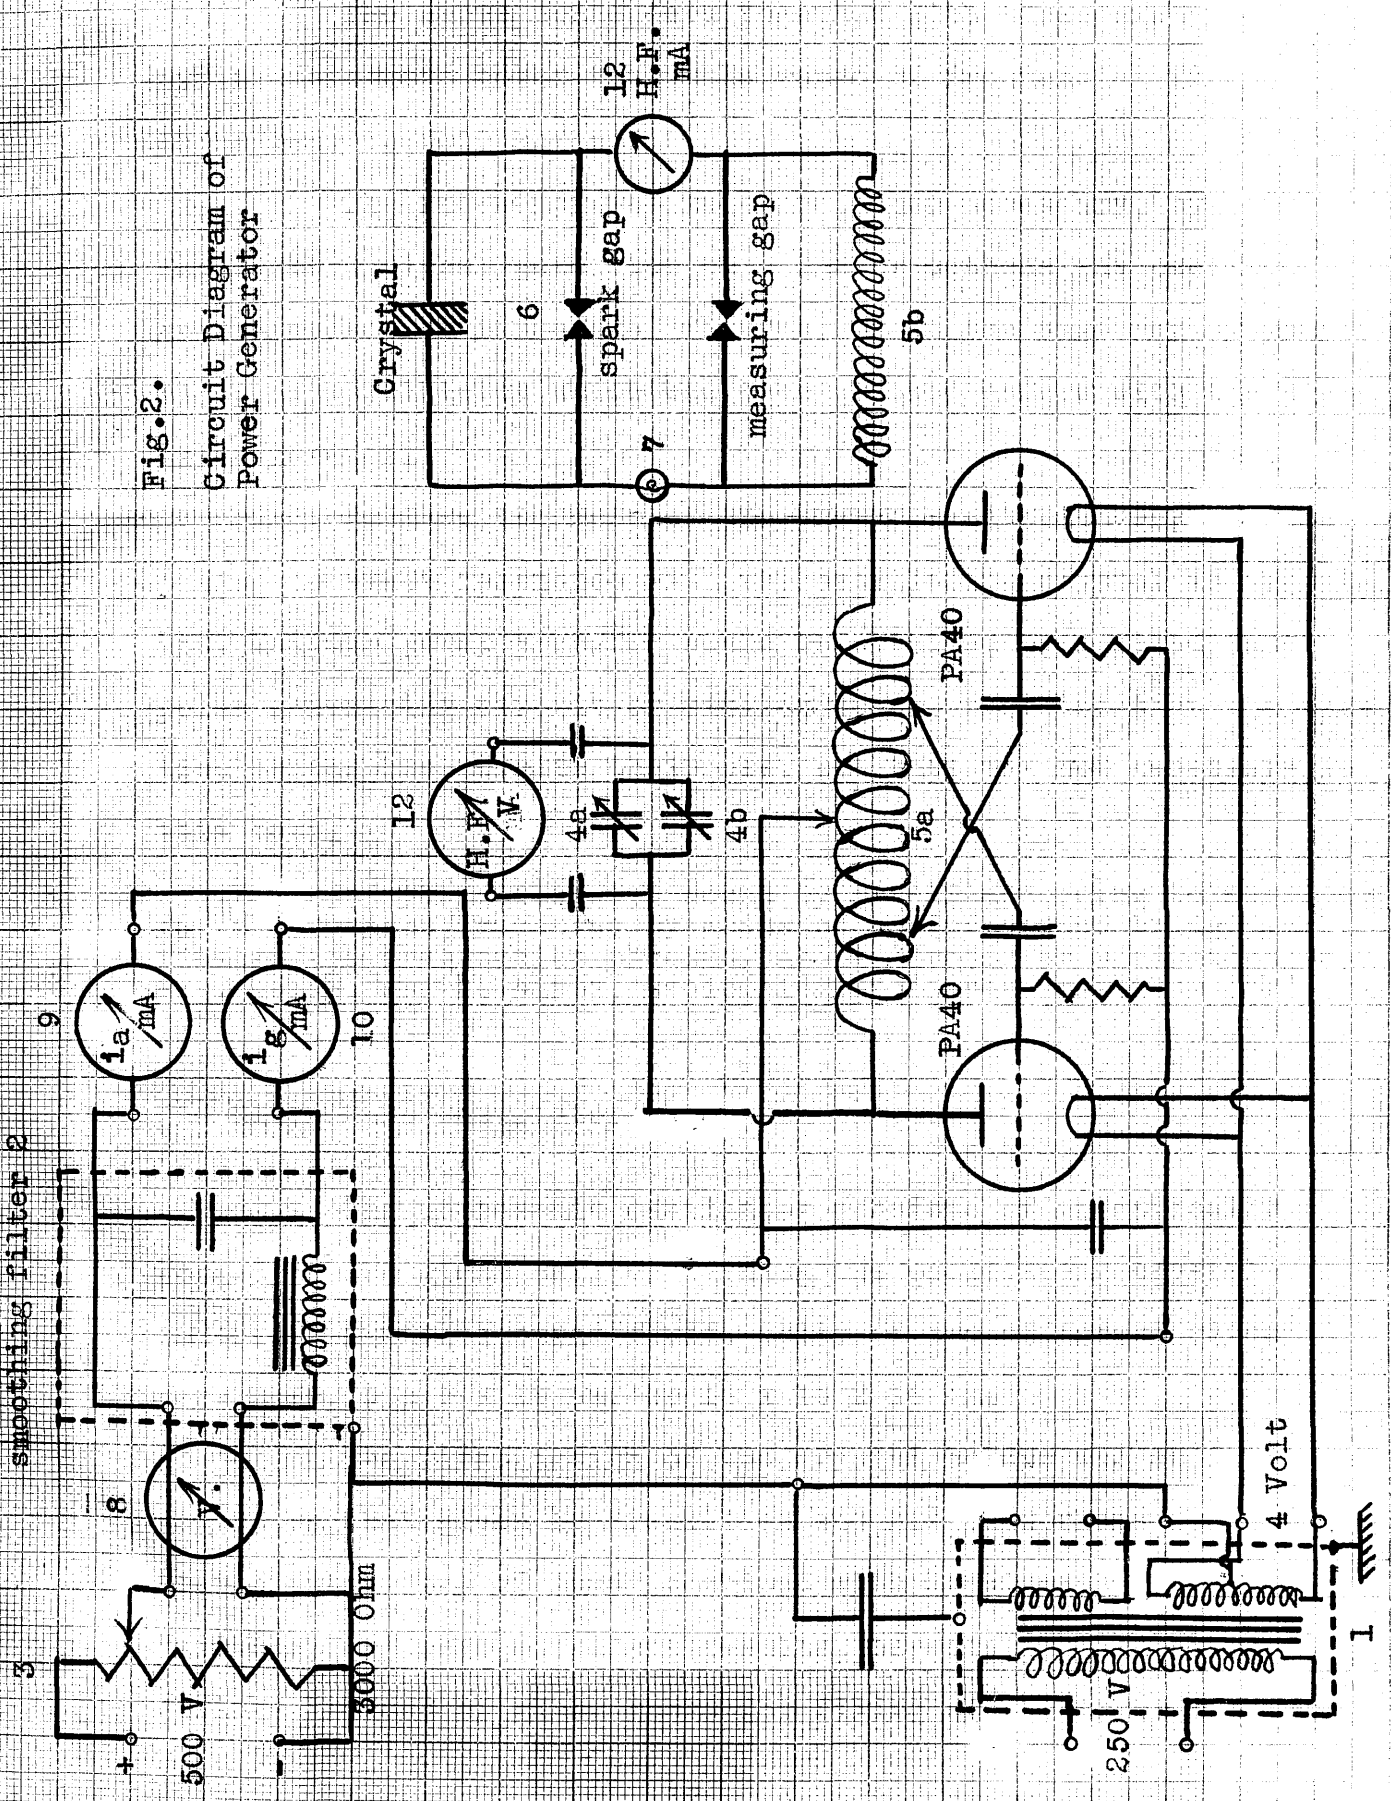 Fig.2.
Circuit Diagram of
Power Generator
smoothing filter 2
3
+
500 V
-
3000 Ohm
8
V.
9
ia
mA
ig
mA
10
12
H.F.
V.
4a
4b
5a
PA40
PA40
Crystal
6
spark gap
12
H.F.
mA
7
measuring gap
5b
250 V
4 Volt
1